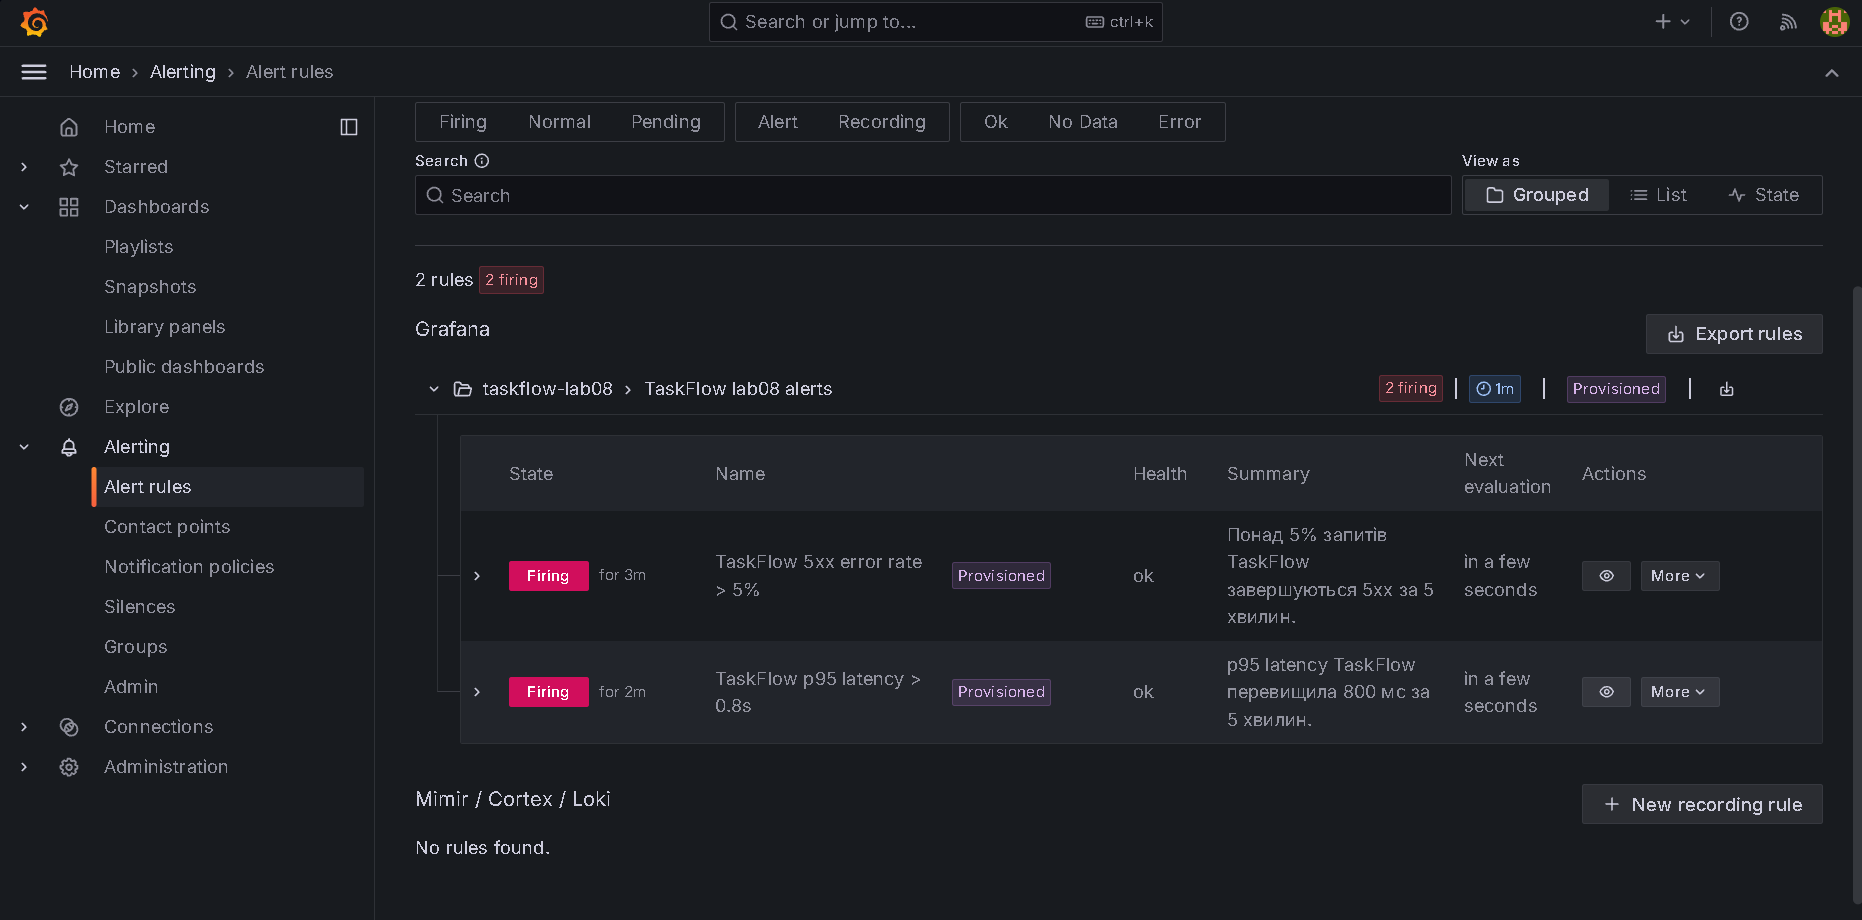 Search or jump to...
ctrl+k
Home
Alerting
Alert rules
Home
Starred
Dashboards
Playlists
Snapshots
Library panels
Public dashboards
Explore
Alerting
Alert rules
Contact points
Notification policies
Silences
Groups
Admin
Connections
Administration
Firing Normal Pending
Alert Recording
Ok No Data Error
Search
View as
Search
Grouped List State
2 rules 2 firing
Grafana
Export rules
taskflow-lab08 > TaskFlow lab08 alerts
2 firing | 1m | Provisioned |
State
Name
Health
Summary
Next
evaluation
Actions
Firing for 3m
TaskFlow 5xx error rate
> 5%
Provisioned
ok
Понад 5% запитів
TaskFlow
завершуються 5xx за 5
хвилин.
in a few
seconds
More
Firing for 2m
TaskFlow p95 latency >
0.8s
Provisioned
ok
p95 latency TaskFlow
перевищила 800 мс за
5 хвилин.
in a few
seconds
More
Mimir / Cortex / Loki
New recording rule
No rules found.